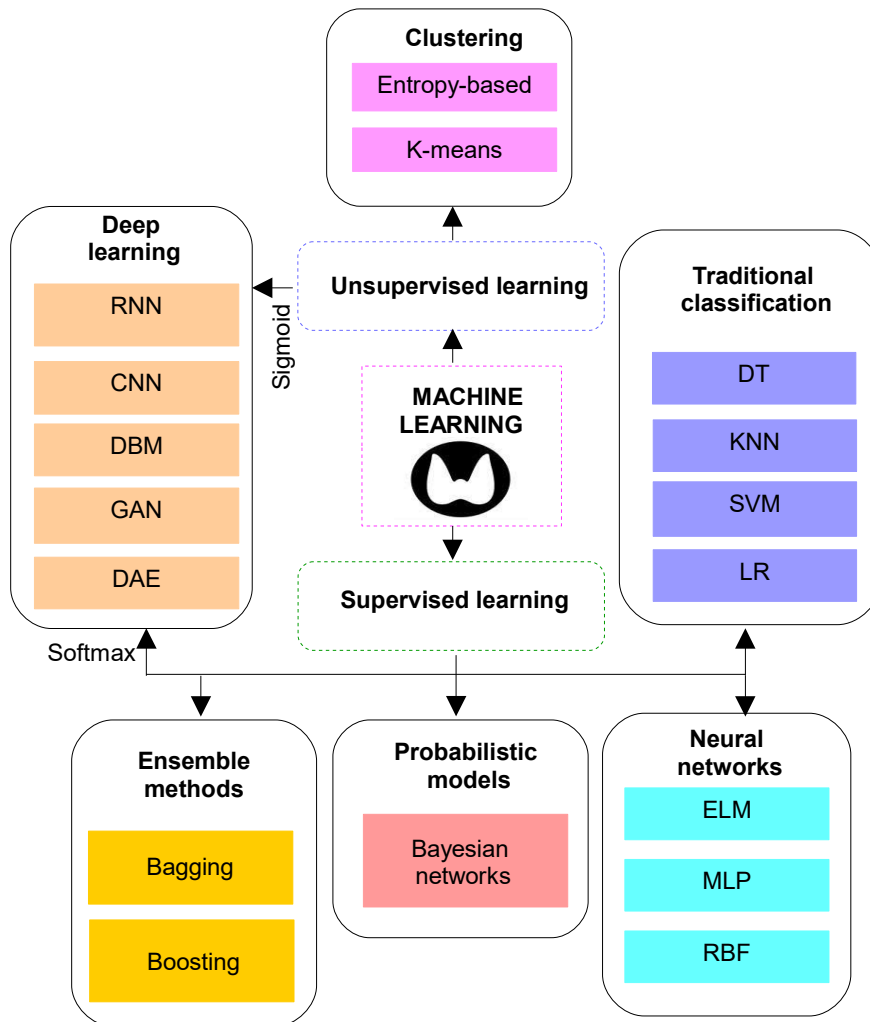 Clustering
Entropy-based
K-means
Deep
learning
RNN
CNN
DBM
GAN
DAE
Sigmoid
Unsupervised learning
MACHINE
LEARNING
Supervised learning
Traditional
classification
DT
KNN
SVM
LR
Softmax
Ensemble
methods
Bagging
Boosting
Probabilistic
models
Bayesian
networks
Neural
networks
ELM
MLP
RBF